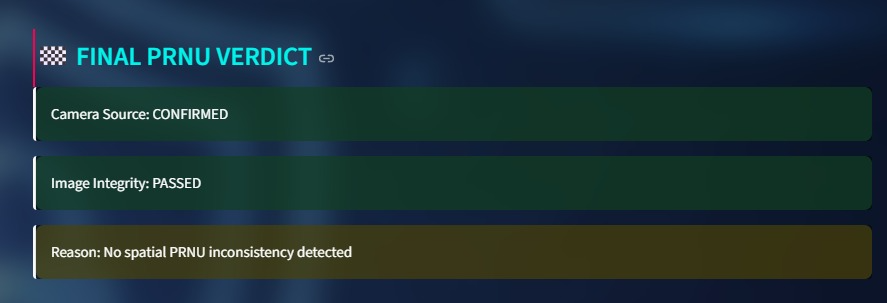 FINAL PRNU VERDICT
Camera Source: CONFIRMED
Image Integrity: PASSED
Reason: No spatial PRNU inconsistency detected